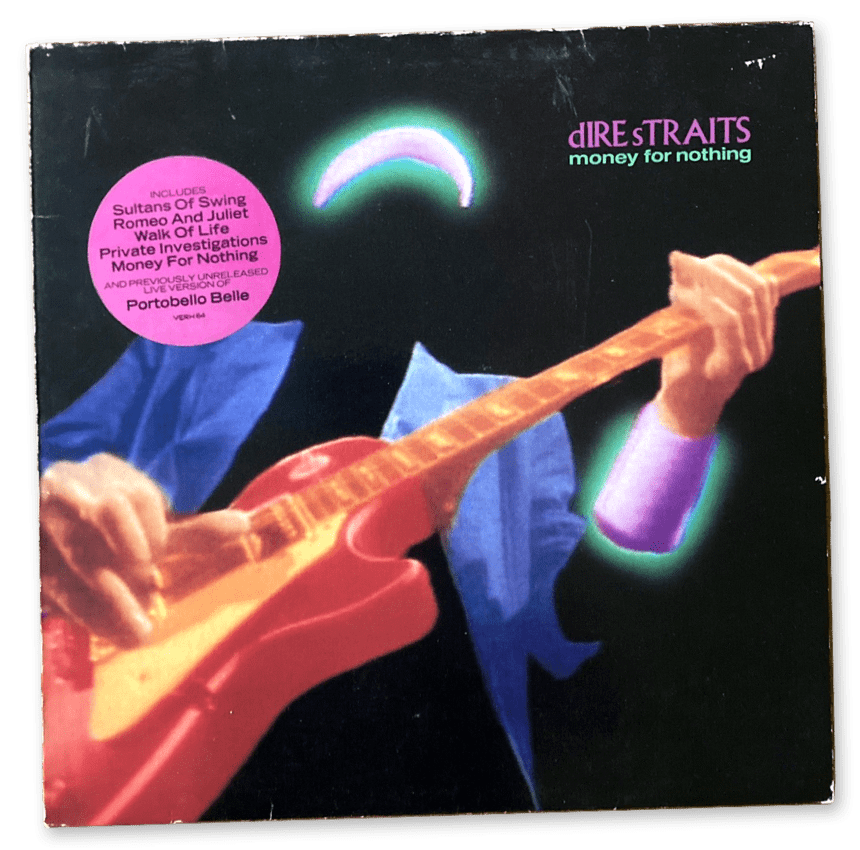 dIRE sTRAITS
money for nothing
INCLUDES
Sultans Of Swing
Romeo And Juliet
Walk Of Life
Private Investigations
Money For Nothing
AND PREVIOUSLY UNRELEASED
LIVE VERSION OF
Portobello Belle
VERH 64